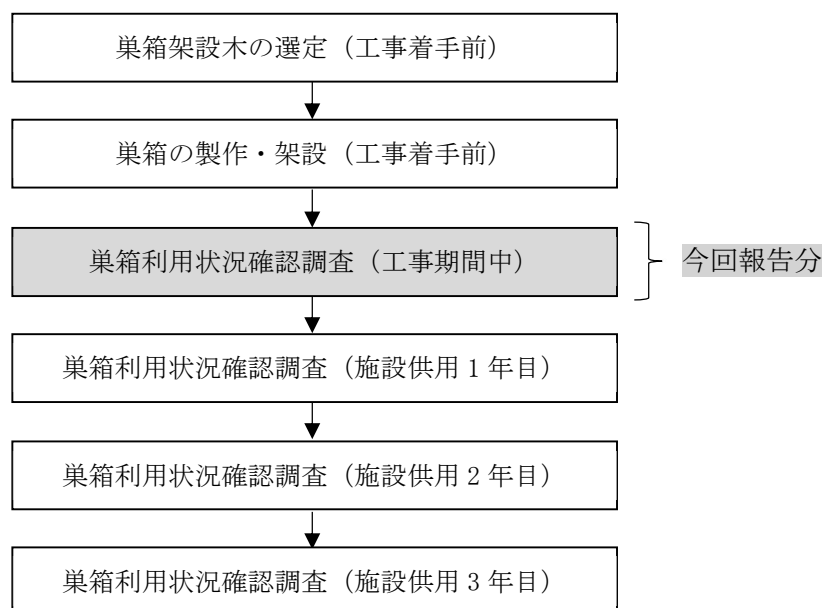 巣箱架設木の選定（工事着手前）
巣箱の製作・架設（工事着手前）
巣箱利用状況確認調査（工事期間中）
今回報告分
巣箱利用状況確認調査（施設供用 1 年目）
巣箱利用状況確認調査（施設供用 2 年目）
巣箱利用状況確認調査（施設供用 3 年目）